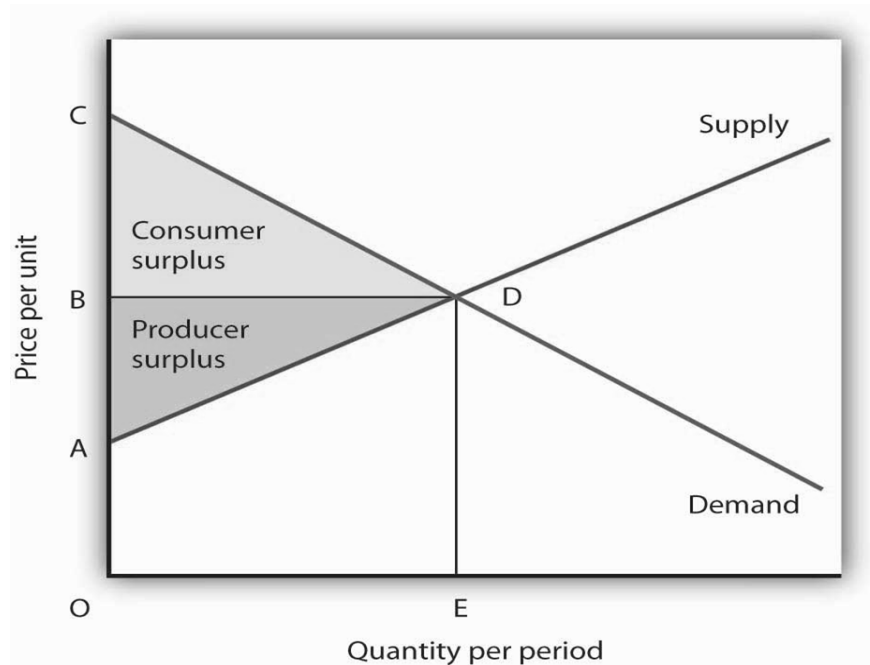 C
Supply
Consumer
surplus
Price per unit
B
D
Producer
surplus
A
Demand
O
E
Quantity per period